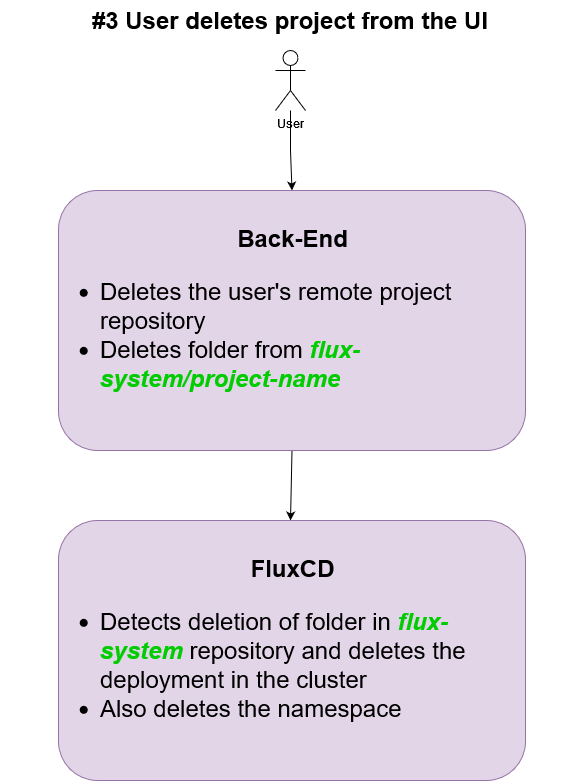 #3 User deletes project from the UI
User
Back-End
• Deletes the user's remote project
repository
• Deletes folder from flux-
system/project-name
FluxCD
• Detects deletion of folder in flux-
system repository and deletes the
deployment in the cluster
• Also deletes the namespace